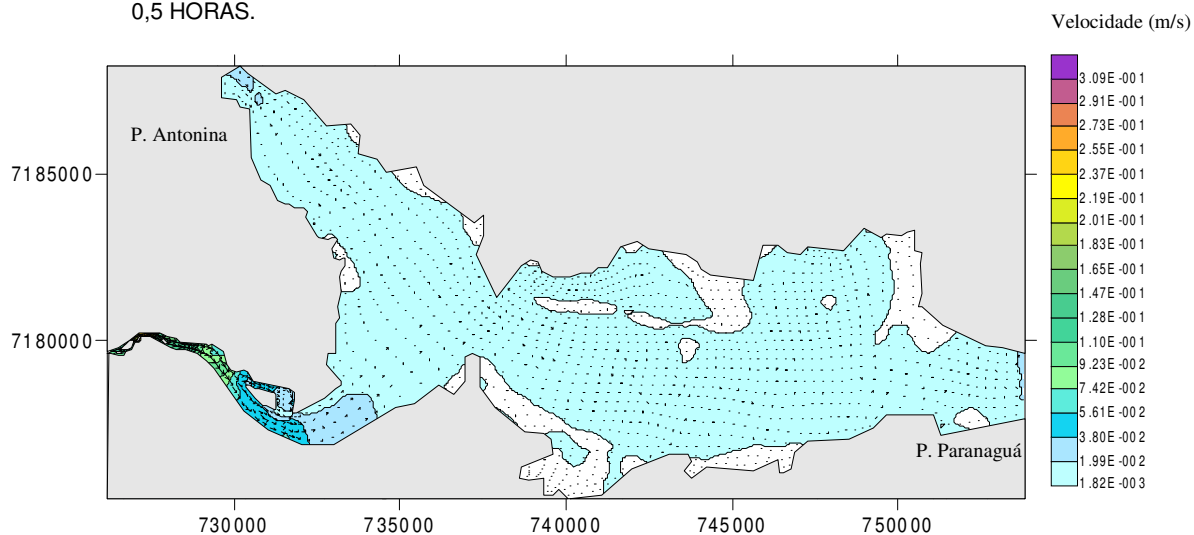 0,5 HORAS.
Velocidade (m/s)
3.09E-001
2.91E-001
2.73E-001
2.55E-001
2.37E-001
2.19E-001
2.01E-001
1.83E-001
1.65E-001
1.47E-001
1.28E-001
1.10E-001
9.23E-002
7.42E-002
5.61E-002
3.80E-002
1.99E-002
1.82E-003
P. Antonina
7185000
7180000
P. Paranaguá
730000
735000
740000
745000
750000